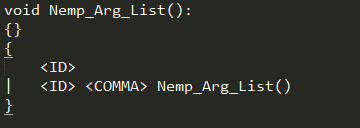 void Nemp_Arg_List():
{}
{
    <ID>
|   <ID> <COMMA> Nemp_Arg_List()
}